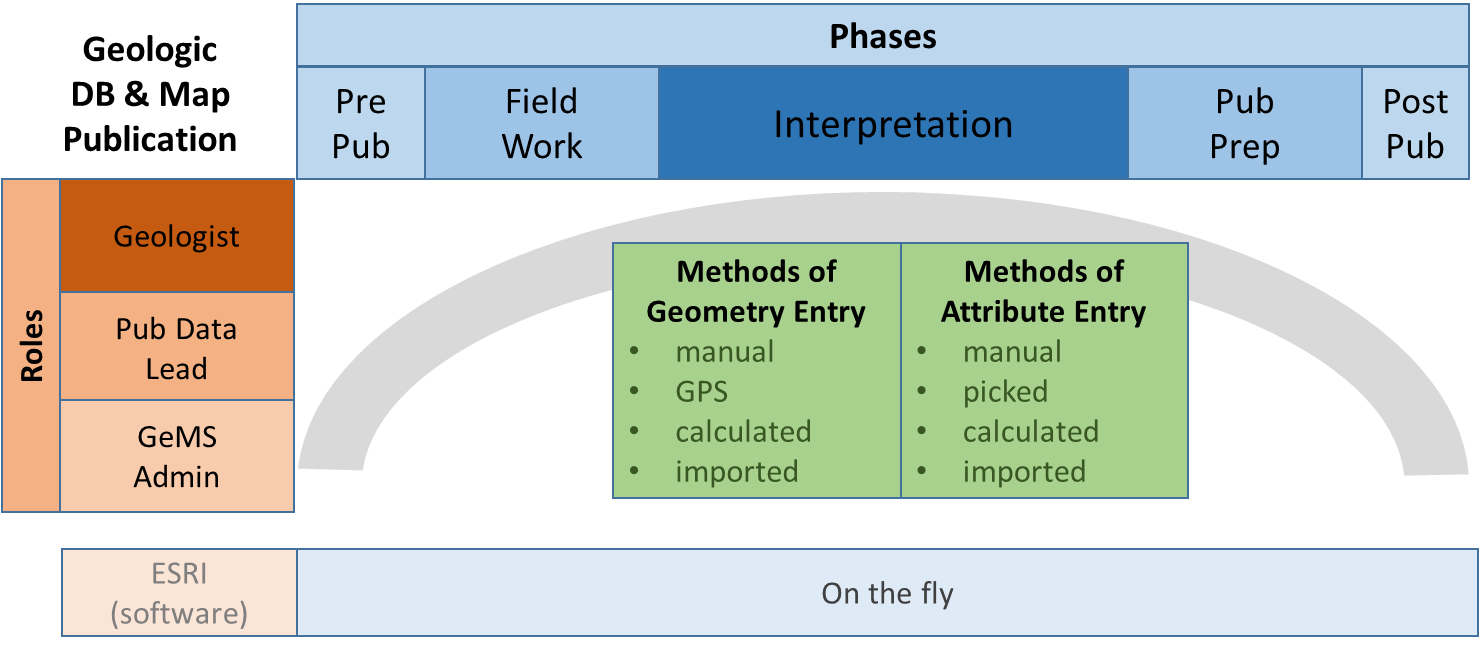 Geologic
DB & Map
Publication
Phases
Pre
Pub
Field
Work
Interpretation
Pub
Prep
Post
Pub
Roles
Geologist
Pub Data
Lead
GeMS
Admin
Methods of
Geometry Entry
• manual
• GPS
• calculated
• imported
Methods of
Attribute Entry
• manual
• picked
• calculated
• imported
ESRI
(software)
On the fly